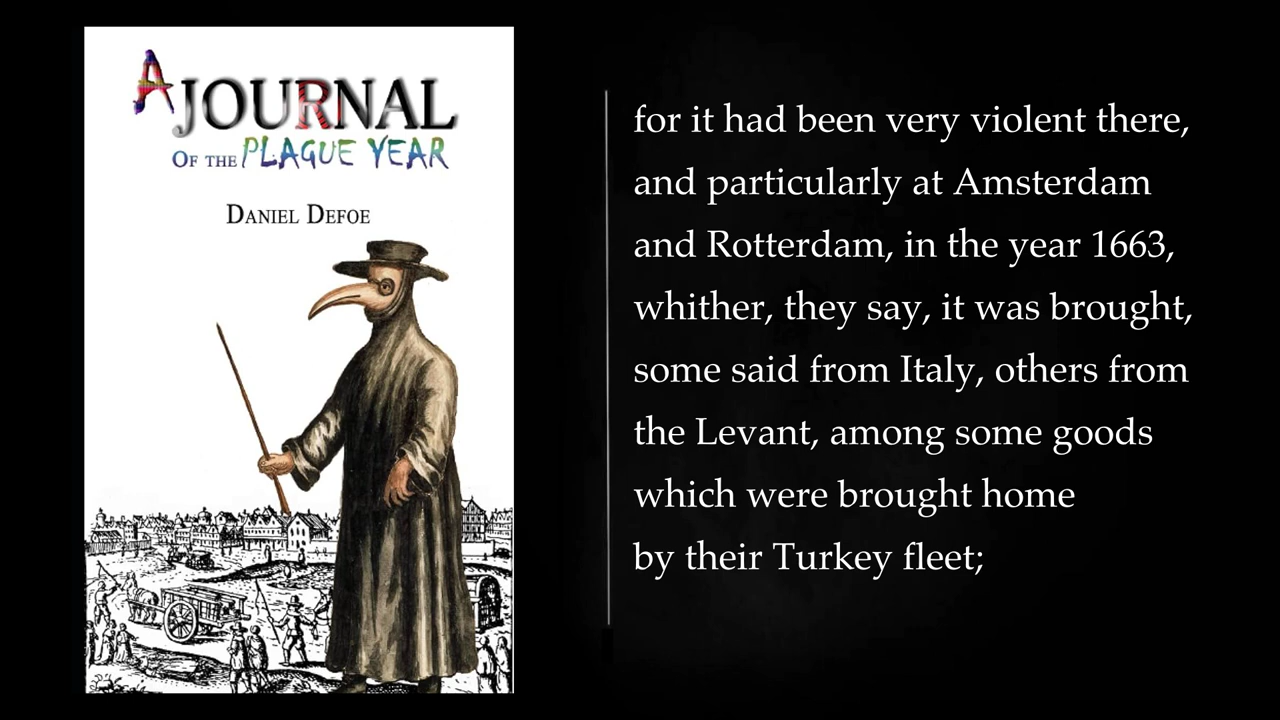 A JOURNAL
OF THE PLAGUE YEAR
DANIEL DEFOE
for it had been very violent there,
and particularly at Amsterdam
and Rotterdam, in the year 1663,
whither, they say, it was brought,
some said from Italy, others from
the Levant, among some goods
which were brought home
by their Turkey fleet;